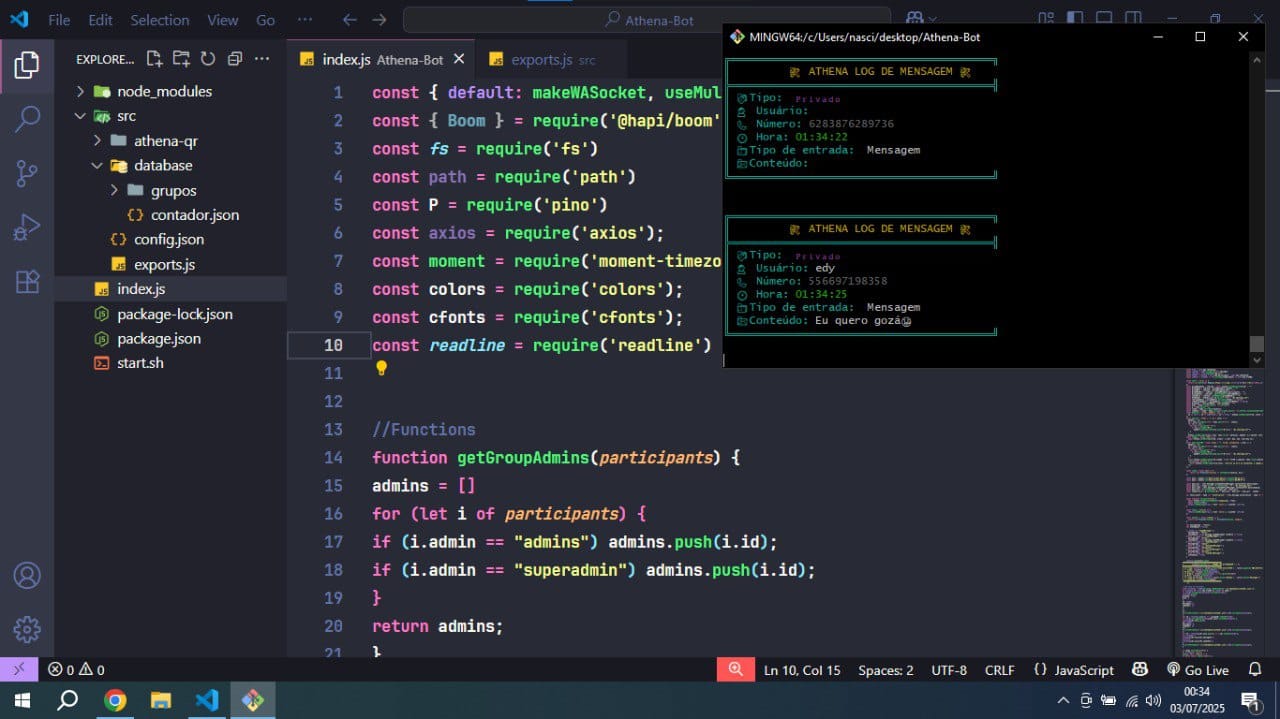 File Edit Selection View Go ··· Athena-Bot
EXPLORE...
node_modules
src
athena-qr
database
grupos
contador.json
config.json
exports.js
index.js
package-lock.json
package.json
start.sh
index.js Athena-Bot
exports.js src
1 const { default: makeWASocket, useMul
2 const { Boom } = require('@hapi/boom'
3 const fs = require('fs')
4 const path = require('path')
5 const P = require('pino')
6 const axios = require('axios');
7 const moment = require('moment-timezo
8 const colors = require('colors');
9 const cfonts = require('cfonts');
10 const readline = require('readline')
11
12
13 //Functions
14 function getGroupAdmins(participants) {
15 admins = []
16 for (let i of participants) {
17 if (i.admin == "admins") admins.push(i.id);
18 if (i.admin == "superadmin") admins.push(i.id);
19 }
20 return admins;
21 }
MINGW64:/c/Users/nasci/desktop/Athena-Bot
ATHENA LOG DE MENSAGEM
Tipo: Privado
Usuário:
Número: 6283876289736
Hora: 01:34:22
Tipo de entrada: Mensagem
Conteúdo:
ATHENA LOG DE MENSAGEM
Tipo: Privado
Usuário: edy
Número: 556697198358
Hora: 01:34:25
Tipo de entrada: Mensagem
Conteúdo: Eu quero gozá
0 0
Ln 10, Col 15 Spaces: 2 UTF-8 CRLF {} JavaScript Go Live
00:34
03/07/2025
1